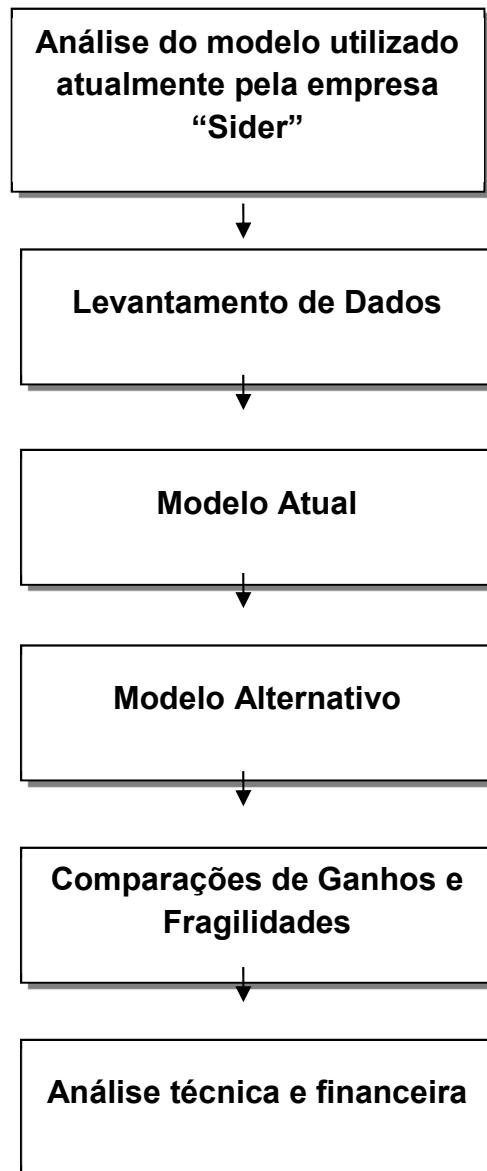 Análise do modelo utilizado
atualmente pela empresa
“Sider”
Levantamento de Dados
Modelo Atual
Modelo Alternativo
Comparações de Ganhos e
Fragilidades
Análise técnica e financeira